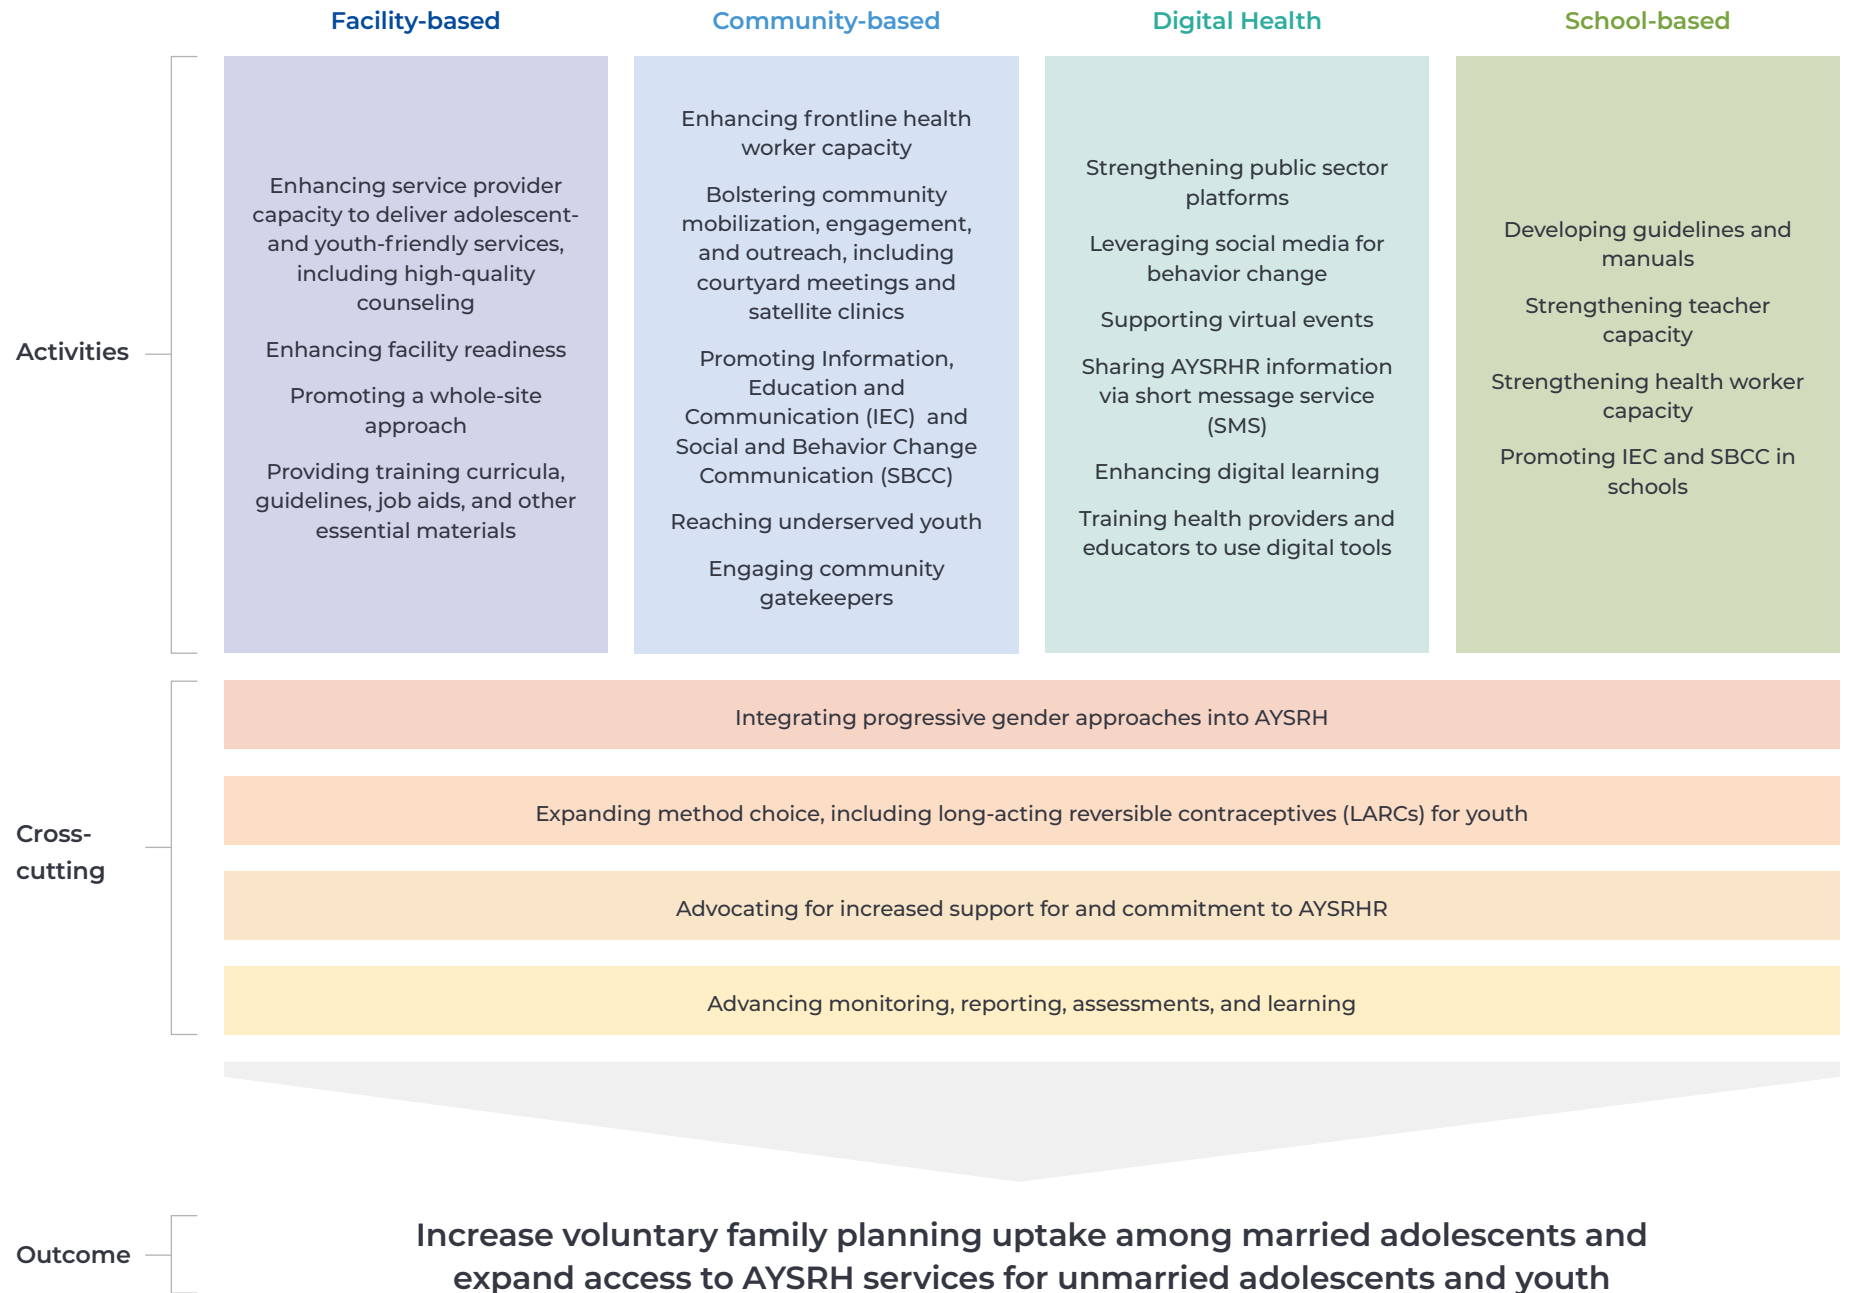 Facility-based
Community-based
Digital Health
School-based
Activities
Enhancing service provider
capacity to deliver adolescent-
and youth-friendly services,
including high-quality
counseling
Enhancing facility readiness
Promoting a whole-site
approach
Providing training curricula,
guidelines, job aids, and other
essential materials
Enhancing frontline health
worker capacity
Bolstering community
mobilization, engagement,
and outreach, including
courtyard meetings and
satellite clinics
Promoting Information,
Education and
Communication (IEC) and
Social and Behavior Change
Communication (SBCC)
Reaching underserved youth
Engaging community
gatekeepers
Strengthening public sector
platforms
Leveraging social media for
behavior change
Supporting virtual events
Sharing AYSRHR information
via short message service
(SMS)
Enhancing digital learning
Training health providers and
educators to use digital tools
Developing guidelines and
manuals
Strengthening teacher
capacity
Strengthening health worker
capacity
Promoting IEC and SBCC in
schools
Cross-
cutting
Integrating progressive gender approaches into AYSRH
Expanding method choice, including long-acting reversible contraceptives (LARCs) for youth
Advocating for increased support for and commitment to AYSRHR
Advancing monitoring, reporting, assessments, and learning
Outcome
Increase voluntary family planning uptake among married adolescents and
expand access to AYSRH services for unmarried adolescents and youth